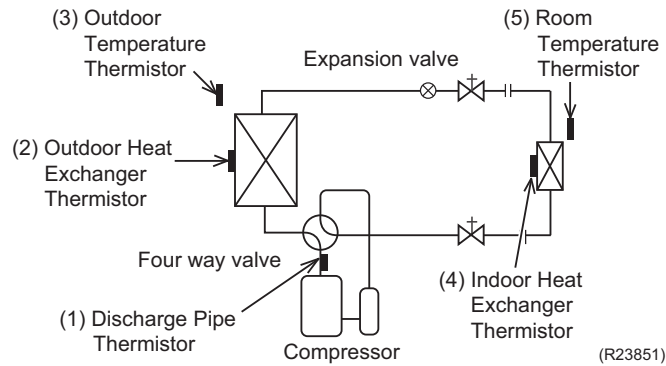 (3) Outdoor
Temperature
Thermistor
Expansion valve
(5) Room
Temperature
Thermistor
(2) Outdoor Heat
Exchanger
Thermistor
Four way valve
(1) Discharge Pipe
Thermistor
Compressor
(4) Indoor Heat
Exchanger
Thermistor
(R23851)